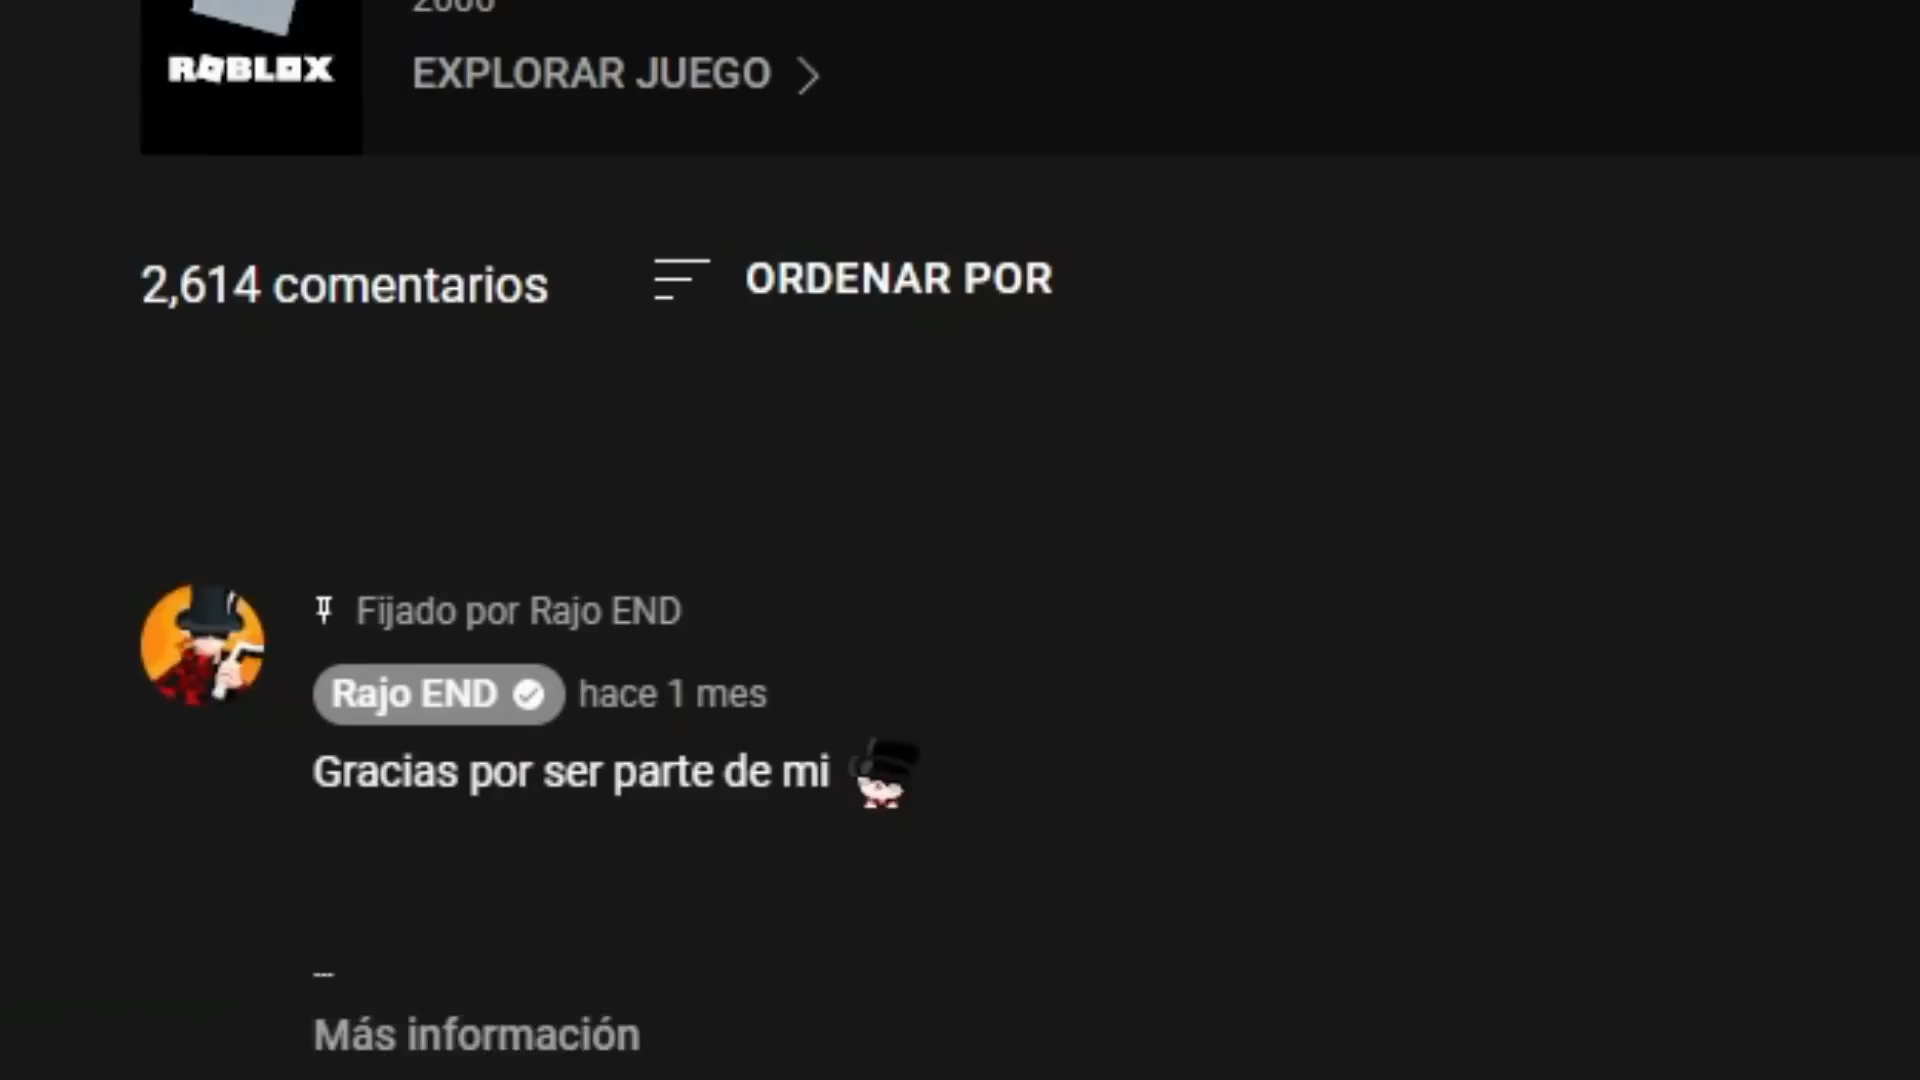 2006
ROBLOX
EXPLORAR JUEGO
2,614 comentarios
ORDENAR POR
Fijado por Rajo END
Rajo END hace 1 mes
Gracias por ser parte de mi
Más información